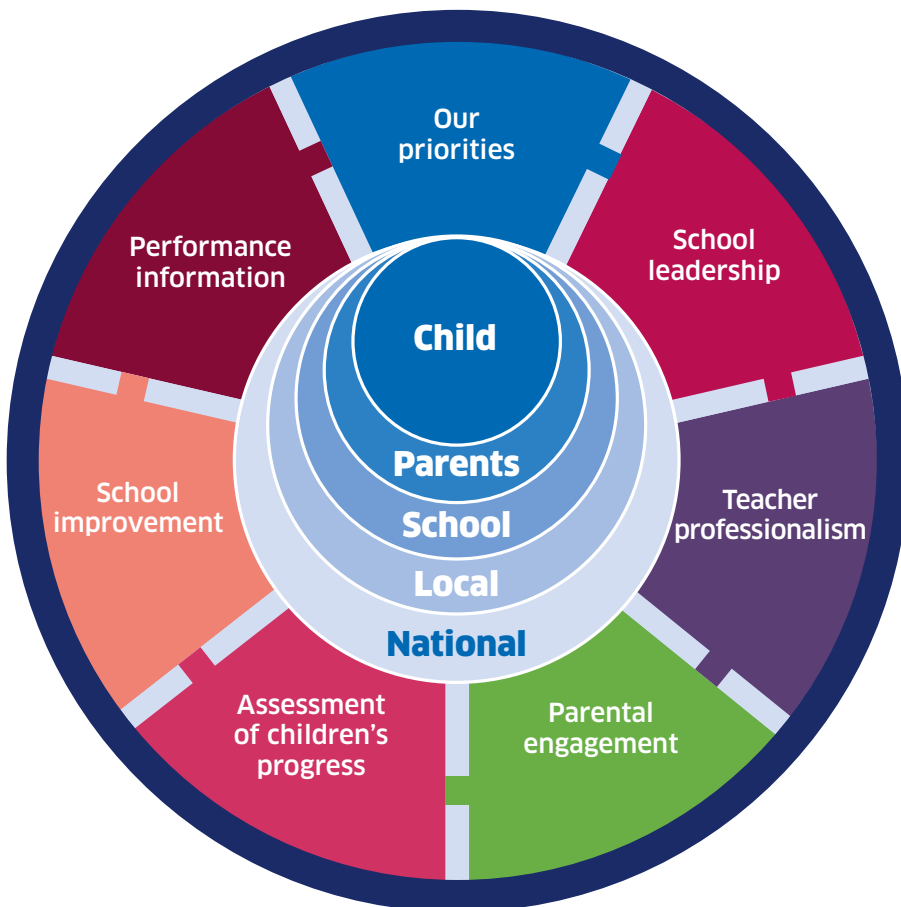 Our
priorities
School
leadership
Teacher
professionalism
Parental
engagement
Assessment
of children's
progress
School
improvement
Performance
information
Child
Parents
School
Local
National